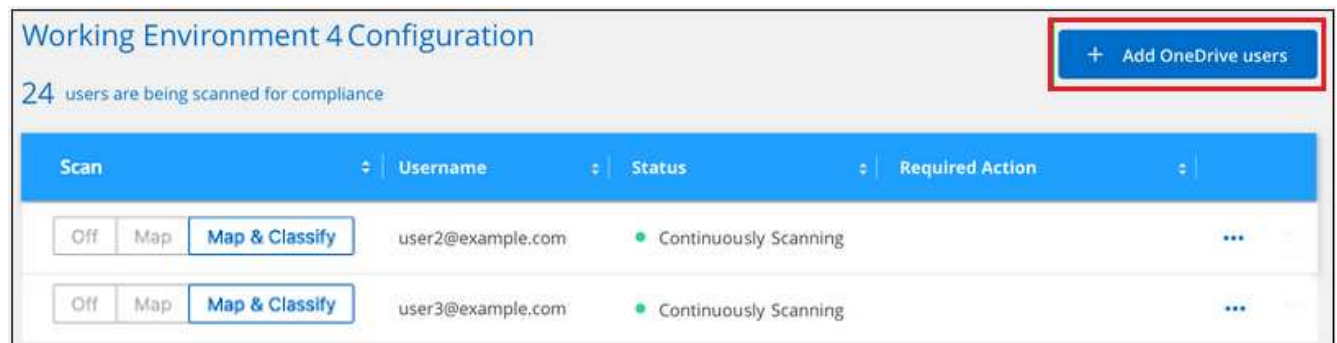 Working Environment 4 Configuration
+ Add OneDrive users
24 users are being scanned for compliance
Scan Username Status Required Action
Off Map Map & Classify user2@example.com Continuously Scanning ...
Off Map Map & Classify user3@example.com Continuously Scanning ...